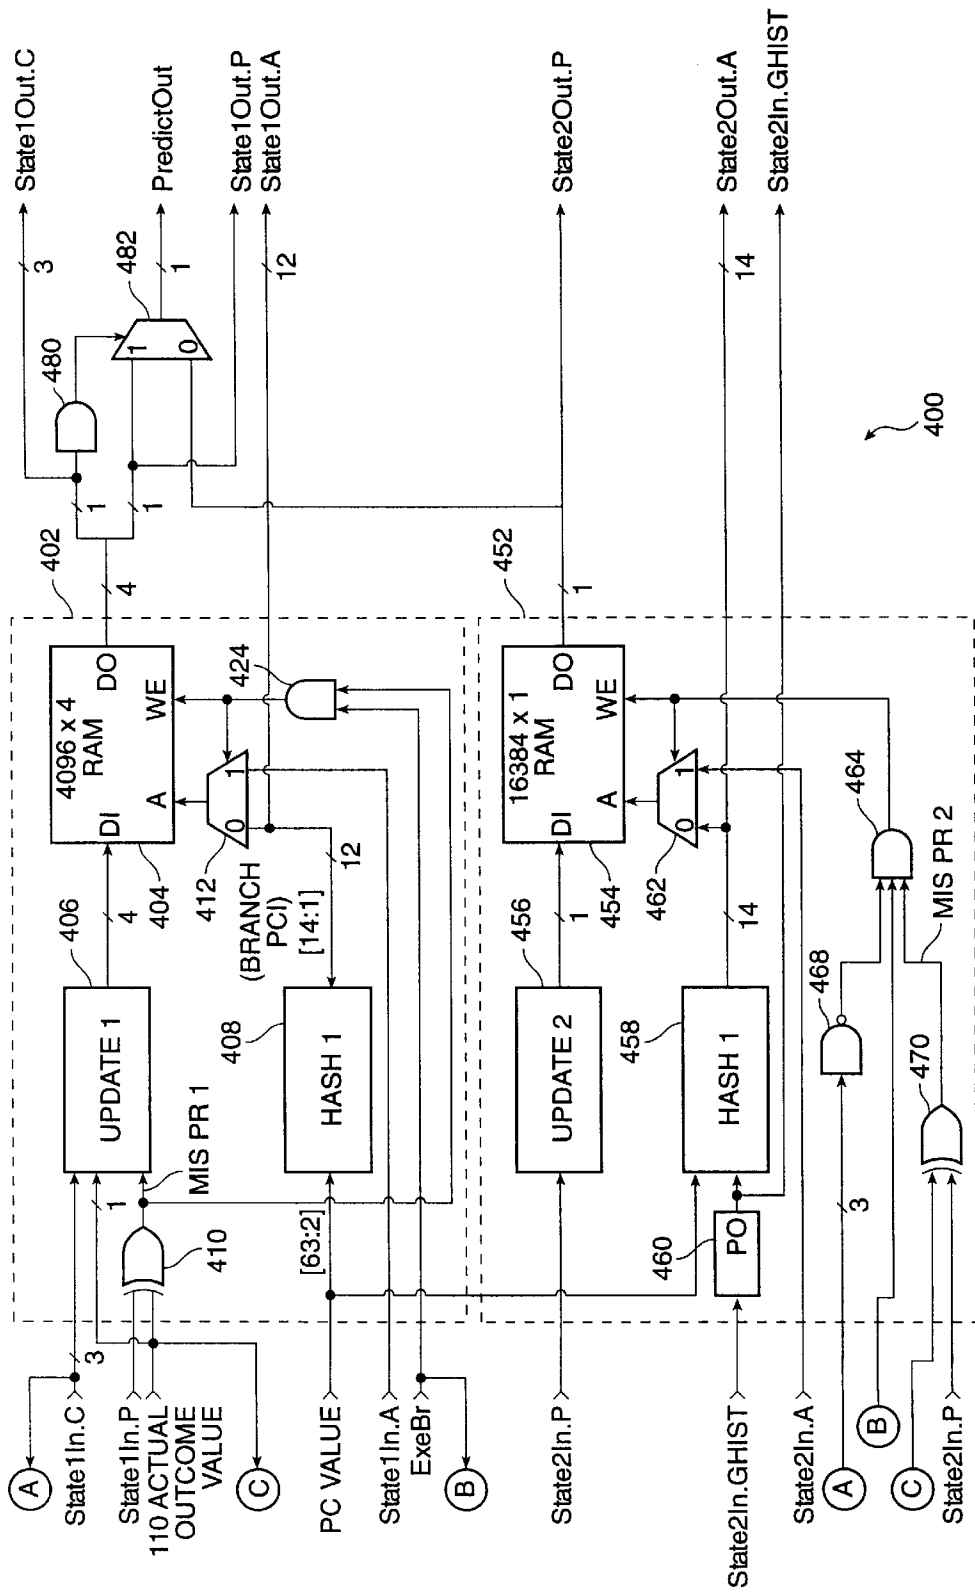 A
State1In.C
3
State1In.P
110 ACTUAL
OUTCOME
VALUE
C
PC VALUE
State1In.A
ExeBr
B
State2In.P
State2In.GHIST
State2In.A
A
B
C
State2In.P
402
406
UPDATE 1
1
MIS PR 1
410
4
404
4096 x 4
RAM
DI
DO
A
WE
412
0
1
424
(BRANCH
PCI)
[14:1]
12
408
HASH 1
[63:2]
452
456
UPDATE 2
1
454
16384 x 1
RAM
DI
DO
A
WE
462
0
1
458
HASH 1
14
460
PO
464
MIS PR 2
468
470
3
4
1
1
480
482
1
0
3
State1Out.C
1
PredictOut
State1Out.P
12
State1Out.A
1
State2Out.P
14
State2Out.A
State2In.GHIST
400